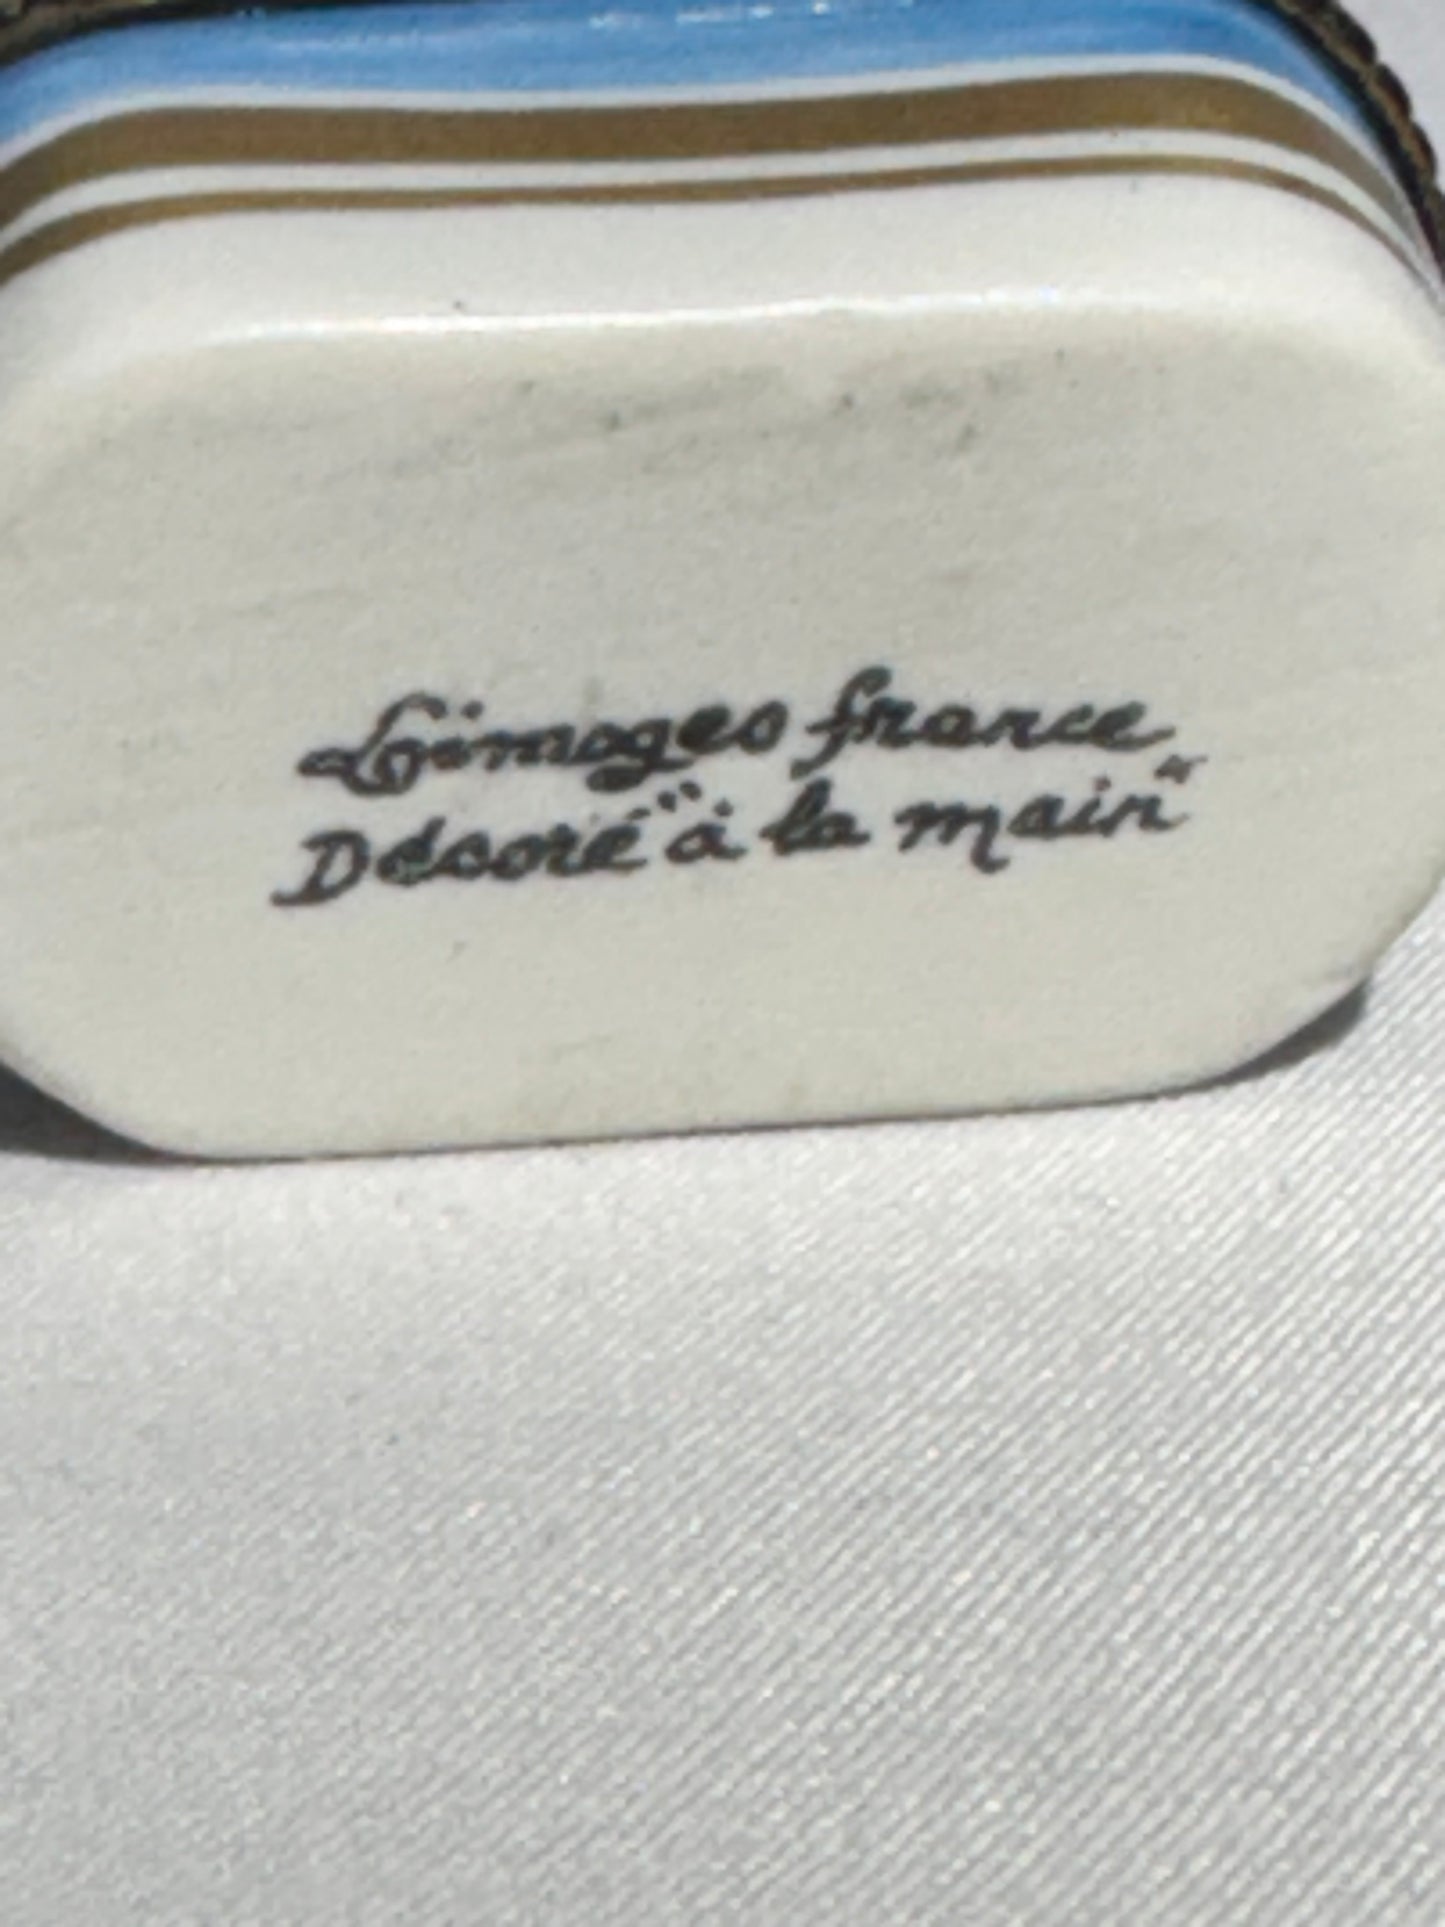 Limoges france
Décoré "à la main"